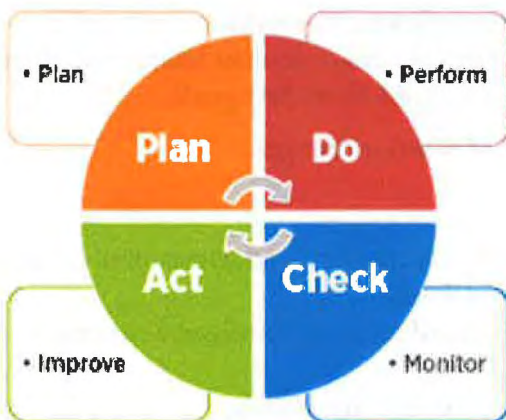 • Plan
• Perform
Plan
Do
Act
Check
• Improve
• Monitor